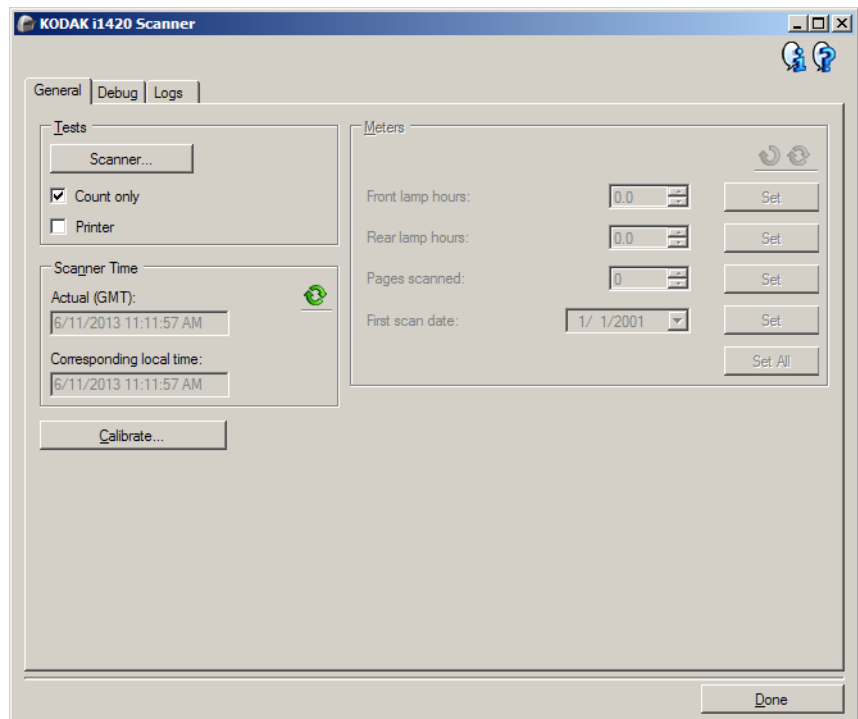 KODAK i1420 Scanner
General Debug Logs
Tests
Scanner...
Count only
Printer
Scanner Time
Actual (GMT):
6/11/2013 11:11:57 AM
Corresponding local time:
6/11/2013 11:11:57 AM
Calibrate...
Meters
Front lamp hours: 0.0 Set
Rear lamp hours: 0.0 Set
Pages scanned: 0 Set
First scan date: 1/ 1/2001 Set
Set All
Done